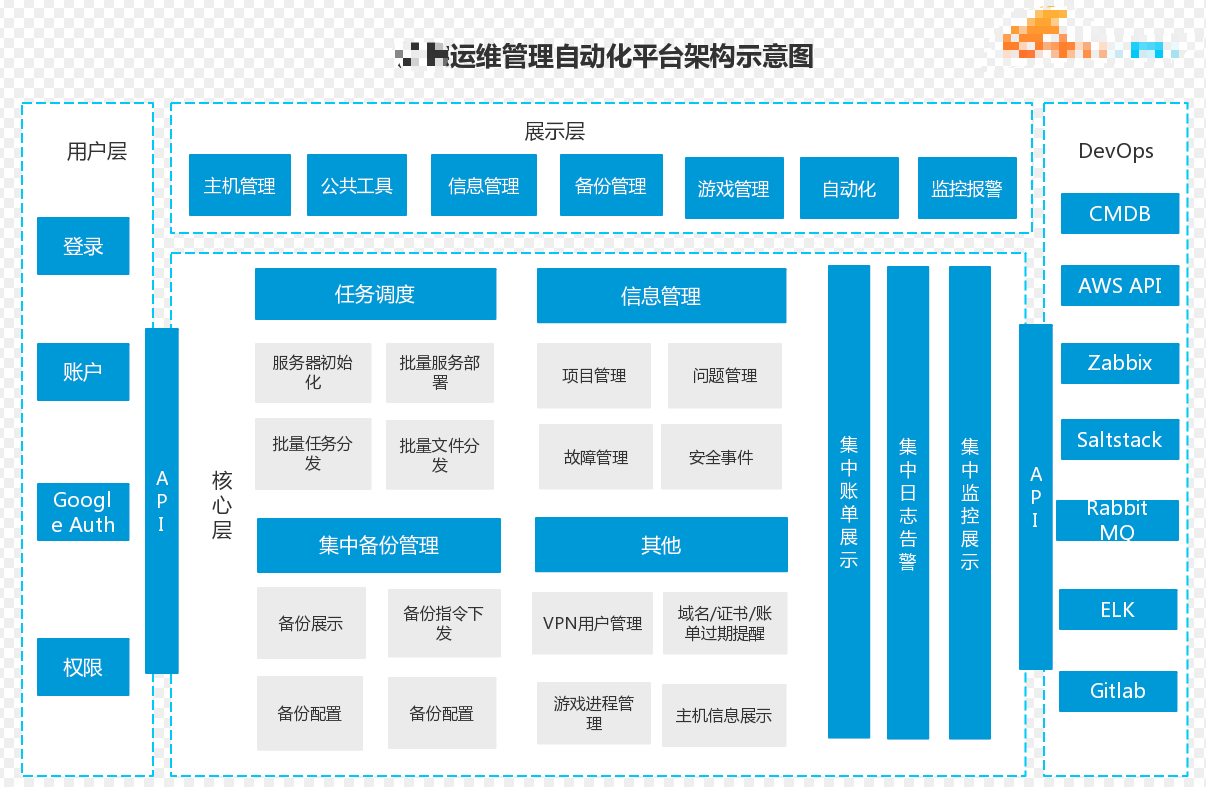 运维管理自动化平台架构示意图
用户层
登录
账户
Googl
e Auth
权限
A
P
I
展示层
主机管理
公共工具
信息管理
备份管理
游戏管理
自动化
监控报警
核
心
层
任务调度
服务器初始
化
批量服务部
署
批量任务分
发
批量文件分
发
信息管理
项目管理
问题管理
故障管理
安全事件
集中备份管理
备份展示
备份指令下
发
备份配置
备份配置
其他
VPN用户管理
域名/证书/账
单过期提醒
游戏进程管
理
主机信息展示
集
中
账
单
展
示
集
中
日
志
告
警
集
中
监
控
展
示
A
P
I
DevOps
CMDB
AWS API
Zabbix
Saltstack
Rabbit
MQ
ELK
Gitlab